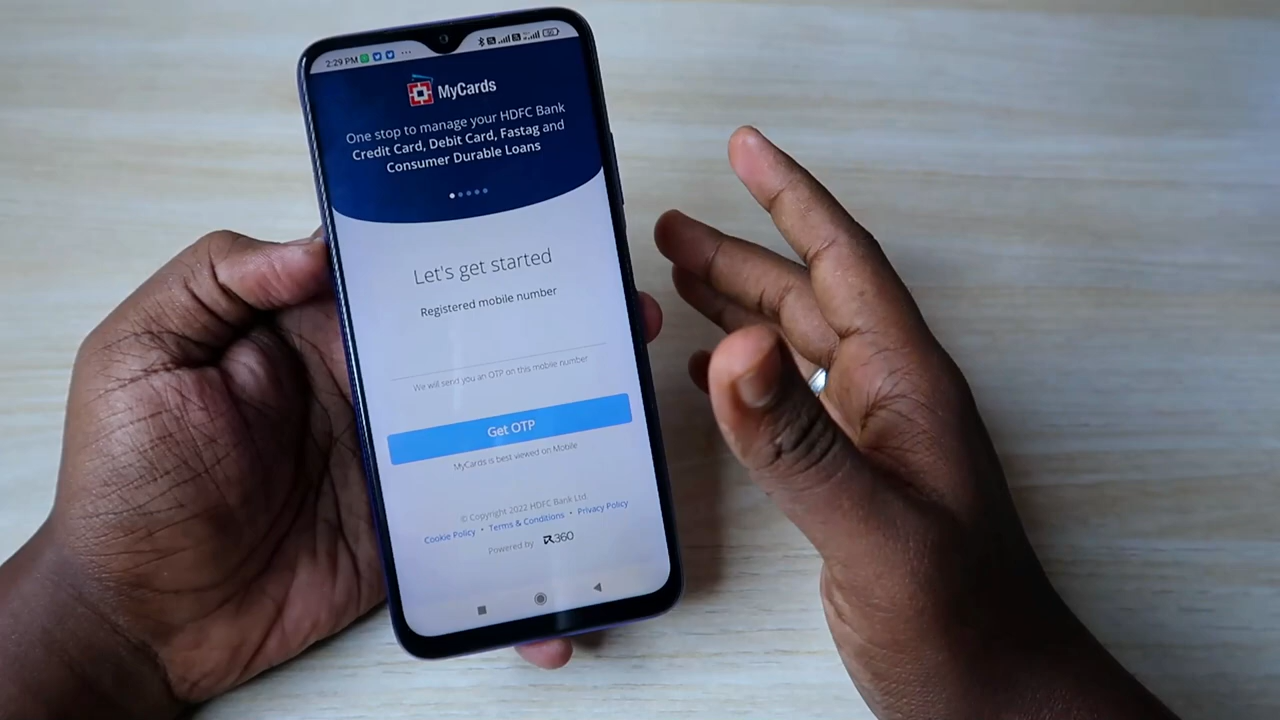 2:29 PM
MyCards
One stop to manage your HDFC Bank
Credit Card, Debit Card, Fastag and
Consumer Durable Loans
Let's get started
Registered mobile number
We will send you an OTP on this mobile number
Get OTP
MyCards is best viewed on Mobile
© Copyright 2022 HDFC Bank Ltd
Cookie Policy • Terms & Conditions • Privacy Policy
Powered by R360